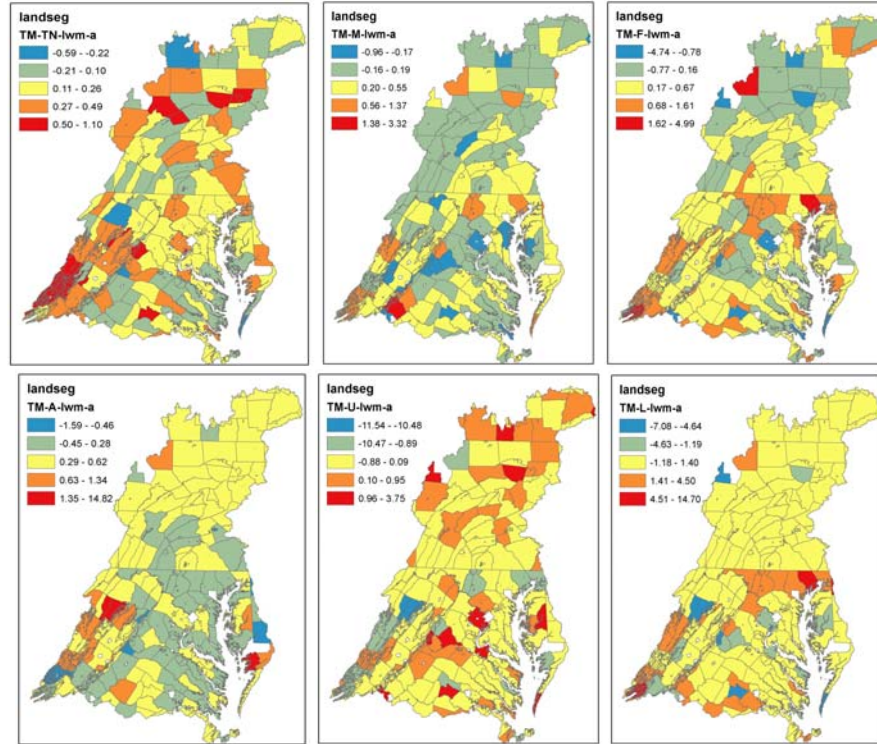 landseg
TM-TN-lwm-a
-0.59 - -0.22
-0.21 - 0.10
0.11 - 0.26
0.27 - 0.49
0.50 - 1.10
landseg
TM-M-lwm-a
-0.96 - -0.17
-0.16 - 0.19
0.20 - 0.55
0.56 - 1.37
1.38 - 3.32
landseg
TM-F-lwm-a
-4.74 - -0.78
-0.77 - 0.16
0.17 - 0.67
0.68 - 1.61
1.62 - 4.99
landseg
TM-A-lwm-a
-1.59 - -0.46
-0.45 - 0.28
0.29 - 0.62
0.63 - 1.34
1.35 - 14.82
landseg
TM-U-lwm-a
-11.54 - -10.48
-10.47 - -0.89
-0.88 - 0.09
0.10 - 0.95
0.96 - 3.75
landseg
TM-L-lwm-a
-7.08 - -4.64
-4.63 - -1.19
-1.18 - 1.40
1.41 - 4.50
4.51 - 14.70